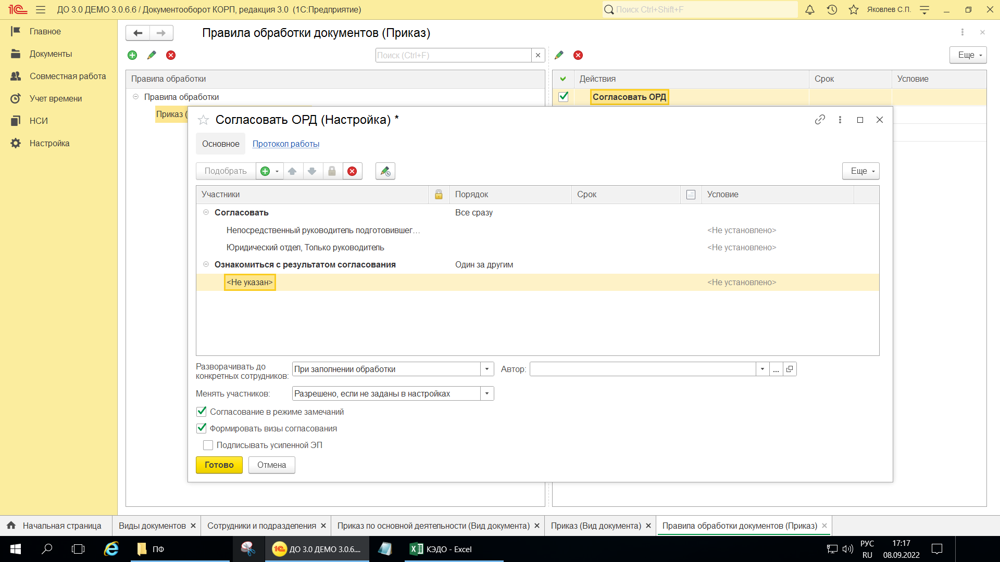 ДО 3.0 ДЕМО 3.0.6.6 / Документооборот КОРП, редакция 3.0 (1С:Предприятие)
Поиск Ctrl+Shift+F
Яковлев С.П.
Главное
Документы
Совместная работа
Учет времени
НСИ
Настройка
Правила обработки документов (Приказ)
Поиск (Ctrl+F)
Еще
Правила обработки
Действия
Срок
Условие
Правила обработки
Согласовать ОРД
Приказ (
Согласовать ОРД (Настройка) *
Основное
Протокол работы
Подобрать
Еще
Участники
Порядок
Срок
Условие
Согласовать
Все сразу
Непосредственный руководитель подготовившег…
<Не установлено>
Юридический отдел, Только руководитель
<Не установлено>
Ознакомиться с результатом согласования
Один за другим
<Не указан>
<Не установлено>
Разворачивать до
конкретных сотрудников:
При заполнении обработки
Автор:
Менять участников:
Разрешено, если не заданы в настройках
Согласование в режиме замечаний
Формировать визы согласования
Подписывать усиленной ЭП
Готово
Отмена
Начальная страница
Виды документов
Сотрудники и подразделения
Приказ по основной деятельности (Вид документа)
Приказ (Вид документа)
Правила обработки документов (Приказ)
ПФ
ДО 3.0 ДЕМО 3.0.6....
КЭДО - Excel
РУС
RU
17:17
08.09.2022